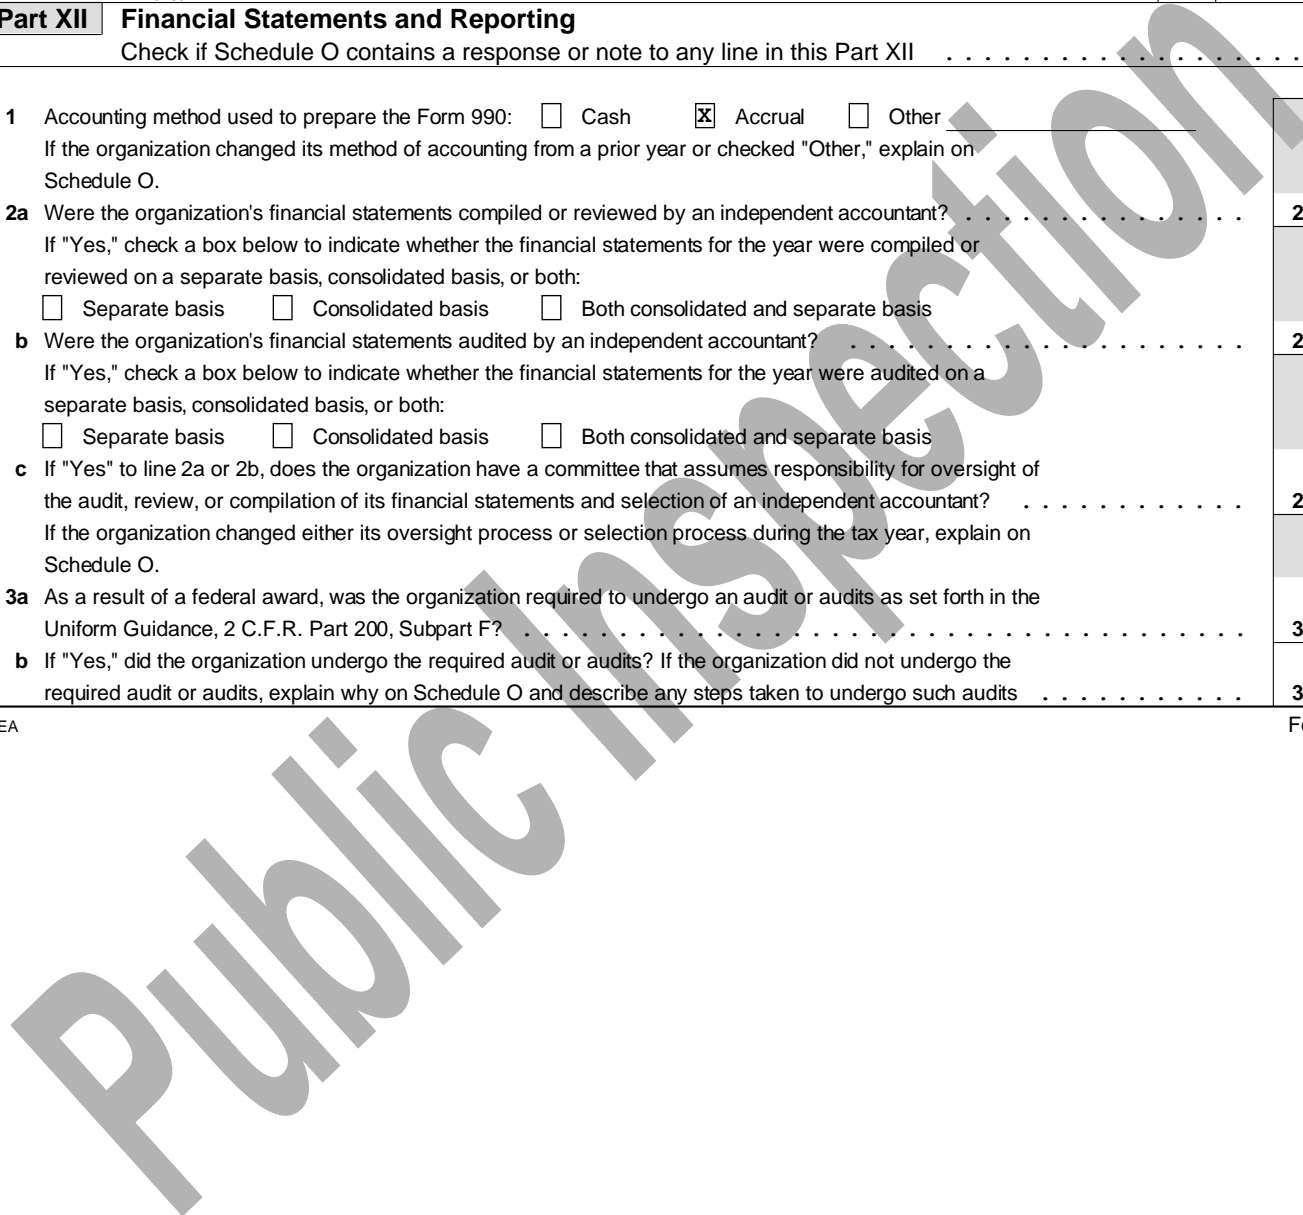 Part XII Financial Statements and Reporting
Check if Schedule O contains a response or note to any line in this Part XII . . . . . . . . . . . . . . . . . . .
1 Accounting method used to prepare the Form 990: Cash X Accrual Other
If the organization changed its method of accounting from a prior year or checked "Other," explain on
Schedule O.
2a Were the organization's financial statements compiled or reviewed by an independent accountant? . . . . . . . . . . . . . . . 2
If "Yes," check a box below to indicate whether the financial statements for the year were compiled or
reviewed on a separate basis, consolidated basis, or both:
Separate basis Consolidated basis Both consolidated and separate basis
b Were the organization's financial statements audited by an independent accountant? . . . . . . . . . . . . . . . . . . . . . 2
If "Yes," check a box below to indicate whether the financial statements for the year were audited on a
separate basis, consolidated basis, or both:
Separate basis Consolidated basis Both consolidated and separate basis
c If "Yes" to line 2a or 2b, does the organization have a committee that assumes responsibility for oversight of
the audit, review, or compilation of its financial statements and selection of an independent accountant? . . . . . . . . . . . . 2
If the organization changed either its oversight process or selection process during the tax year, explain on
Schedule O.
3a As a result of a federal award, was the organization required to undergo an audit or audits as set forth in the
Uniform Guidance, 2 C.F.R. Part 200, Subpart F? . . . . . . . . . . . . . . . . . . . . . . . . . . . . . . . . . . . . . . 3
b If "Yes," did the organization undergo the required audit or audits? If the organization did not undergo the
required audit or audits, explain why on Schedule O and describe any steps taken to undergo such audits . . . . . . . . . . . 3
EA
Public Inspection